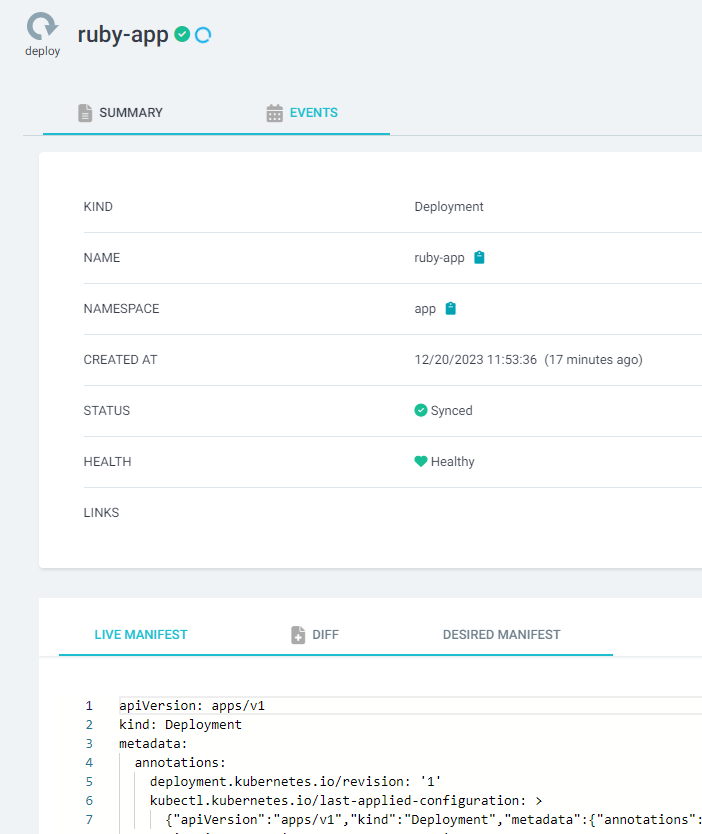 ruby-app
deploy
SUMMARY
EVENTS
KIND Deployment
NAME ruby-app
NAMESPACE app
CREATED AT 12/20/2023 11:53:36 (17 minutes ago)
STATUS Synced
HEALTH Healthy
LINKS
LIVE MANIFEST DIFF DESIRED MANIFEST
1 apiVersion: apps/v1
2 kind: Deployment
3 metadata:
4 annotations:
5 deployment.kubernetes.io/revision: '1'
6 kubectl.kubernetes.io/last-applied-configuration: >
7 {"apiVersion":"apps/v1","kind":"Deployment","metadata":{"annotations":